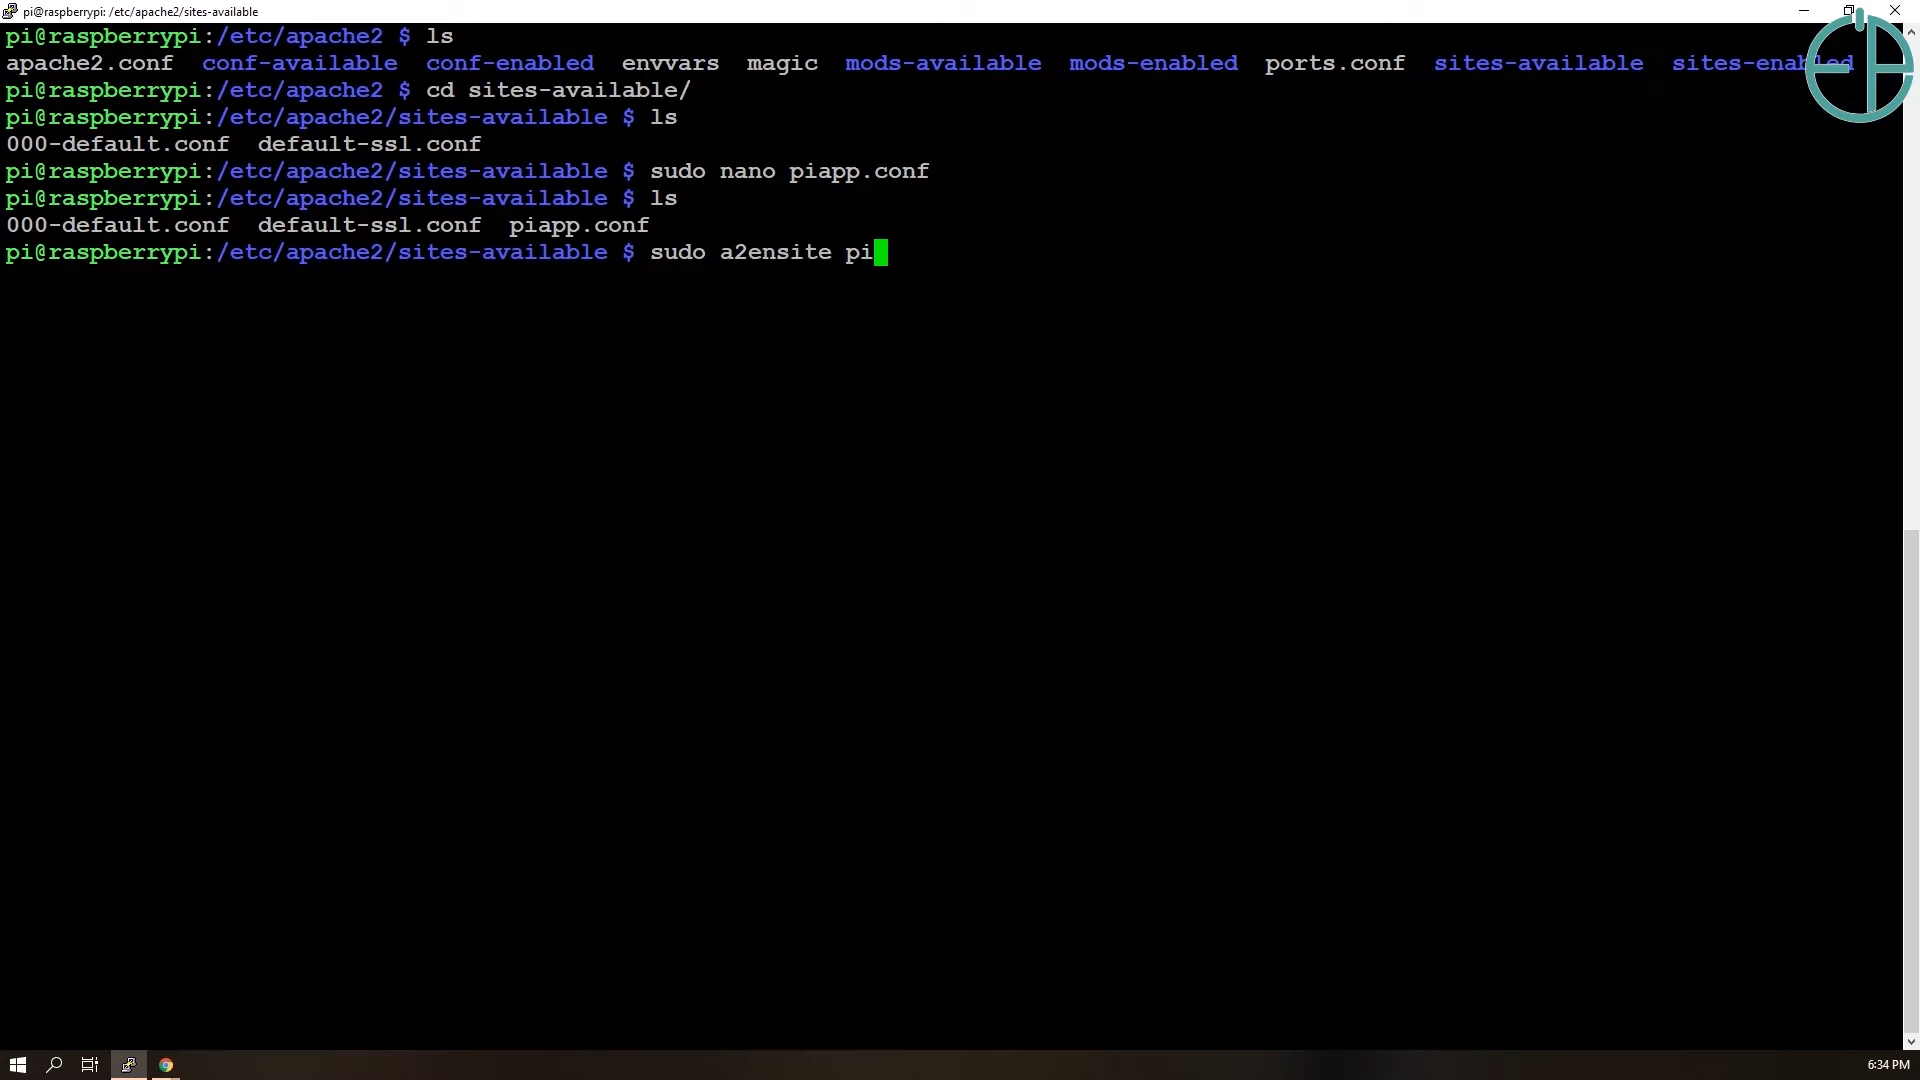 pi@raspberrypi: /etc/apache2/sites-available
pi@raspberrypi:/etc/apache2 $ ls
apache2.conf  conf-available  conf-enabled  envvars  magic  mods-available  mods-enabled  ports.conf  sites-available  sites-enabled
pi@raspberrypi:/etc/apache2 $ cd sites-available/
pi@raspberrypi:/etc/apache2/sites-available $ ls
000-default.conf  default-ssl.conf
pi@raspberrypi:/etc/apache2/sites-available $ sudo nano piapp.conf
pi@raspberrypi:/etc/apache2/sites-available $ ls
000-default.conf  default-ssl.conf  piapp.conf
pi@raspberrypi:/etc/apache2/sites-available $ sudo a2ensite pi
6:34 PM